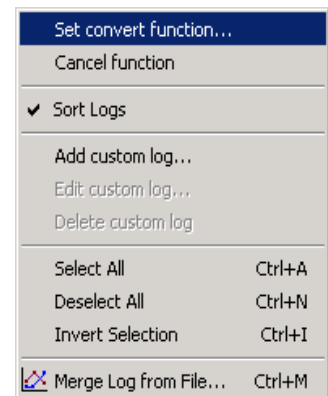 Set convert function...
Cancel function
Sort Logs
Add custom log...
Edit custom log...
Delete custom log
Select All Ctrl+A
Deselect All Ctrl+N
Invert Selection Ctrl+I
Merge Log from File... Ctrl+M